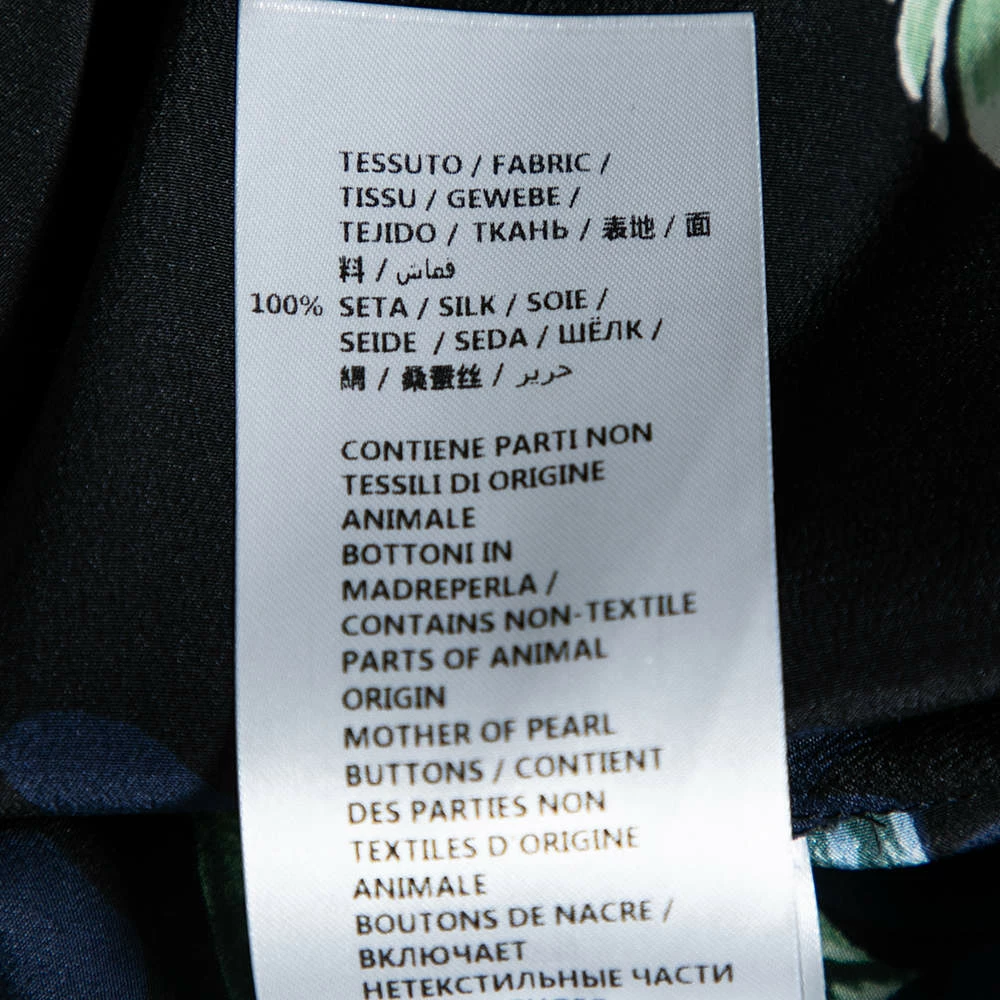 TESSUTO / FABRIC /
TISSU / GEWEBE /
TEJIDO / ТКАНЬ / 表地 / 面
料 / قماش
100% SETA / SILK / SOIE /
SEIDE / SEDA / ШЁЛК /
絹 / 桑蚕丝 / حرير
CONTIENE PARTI NON
TESSILI DI ORIGINE
ANIMALE
BOTTONI IN
MADREPERLA /
CONTAINS NON-TEXTILE
PARTS OF ANIMAL
ORIGIN
MOTHER OF PEARL
BUTTONS / CONTIENT
DES PARTIES NON
TEXTILES D'ORIGINE
ANIMALE
BOUTONS DE NACRE /
ВКЛЮЧАЕТ
НЕТЕКСТИЛЬНЫЕ ЧАСТИ